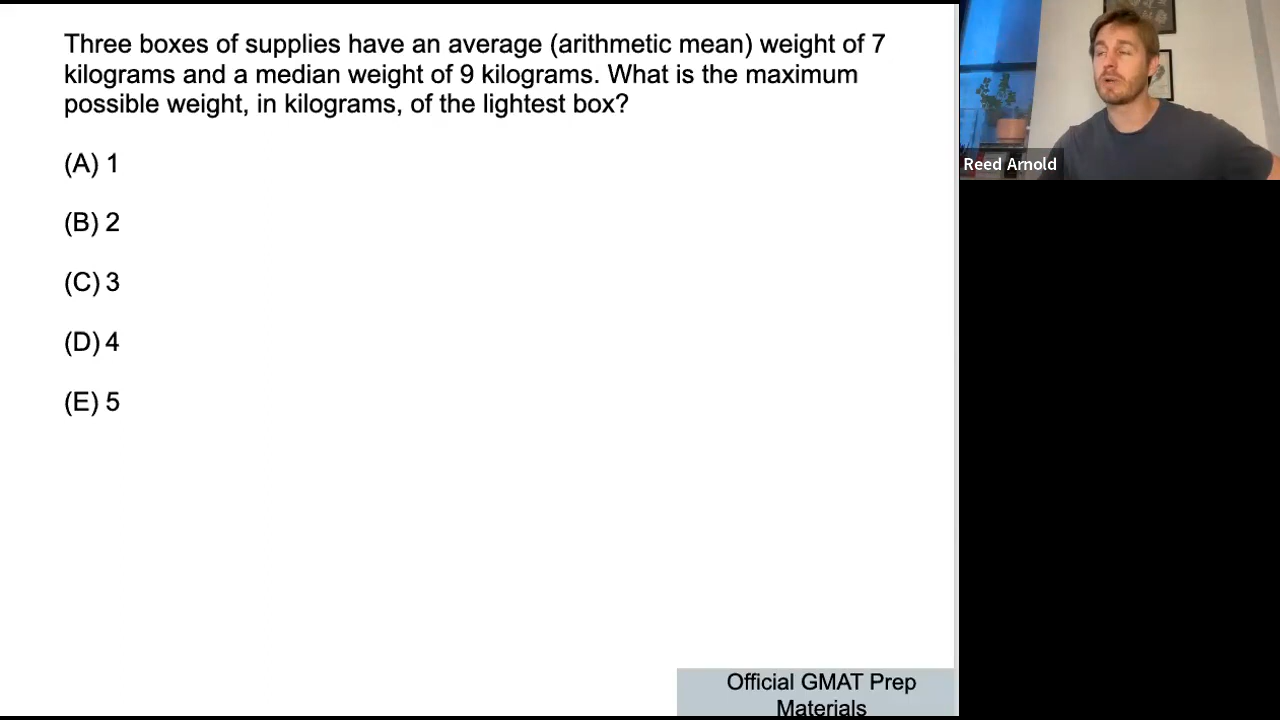 Three boxes of supplies have an average (arithmetic mean) weight of 7
kilograms and a median weight of 9 kilograms. What is the maximum
possible weight, in kilograms, of the lightest box?
(A) 1
(B) 2
(C) 3
(D) 4
(E) 5
Reed Arnold
Official GMAT Prep
Materials